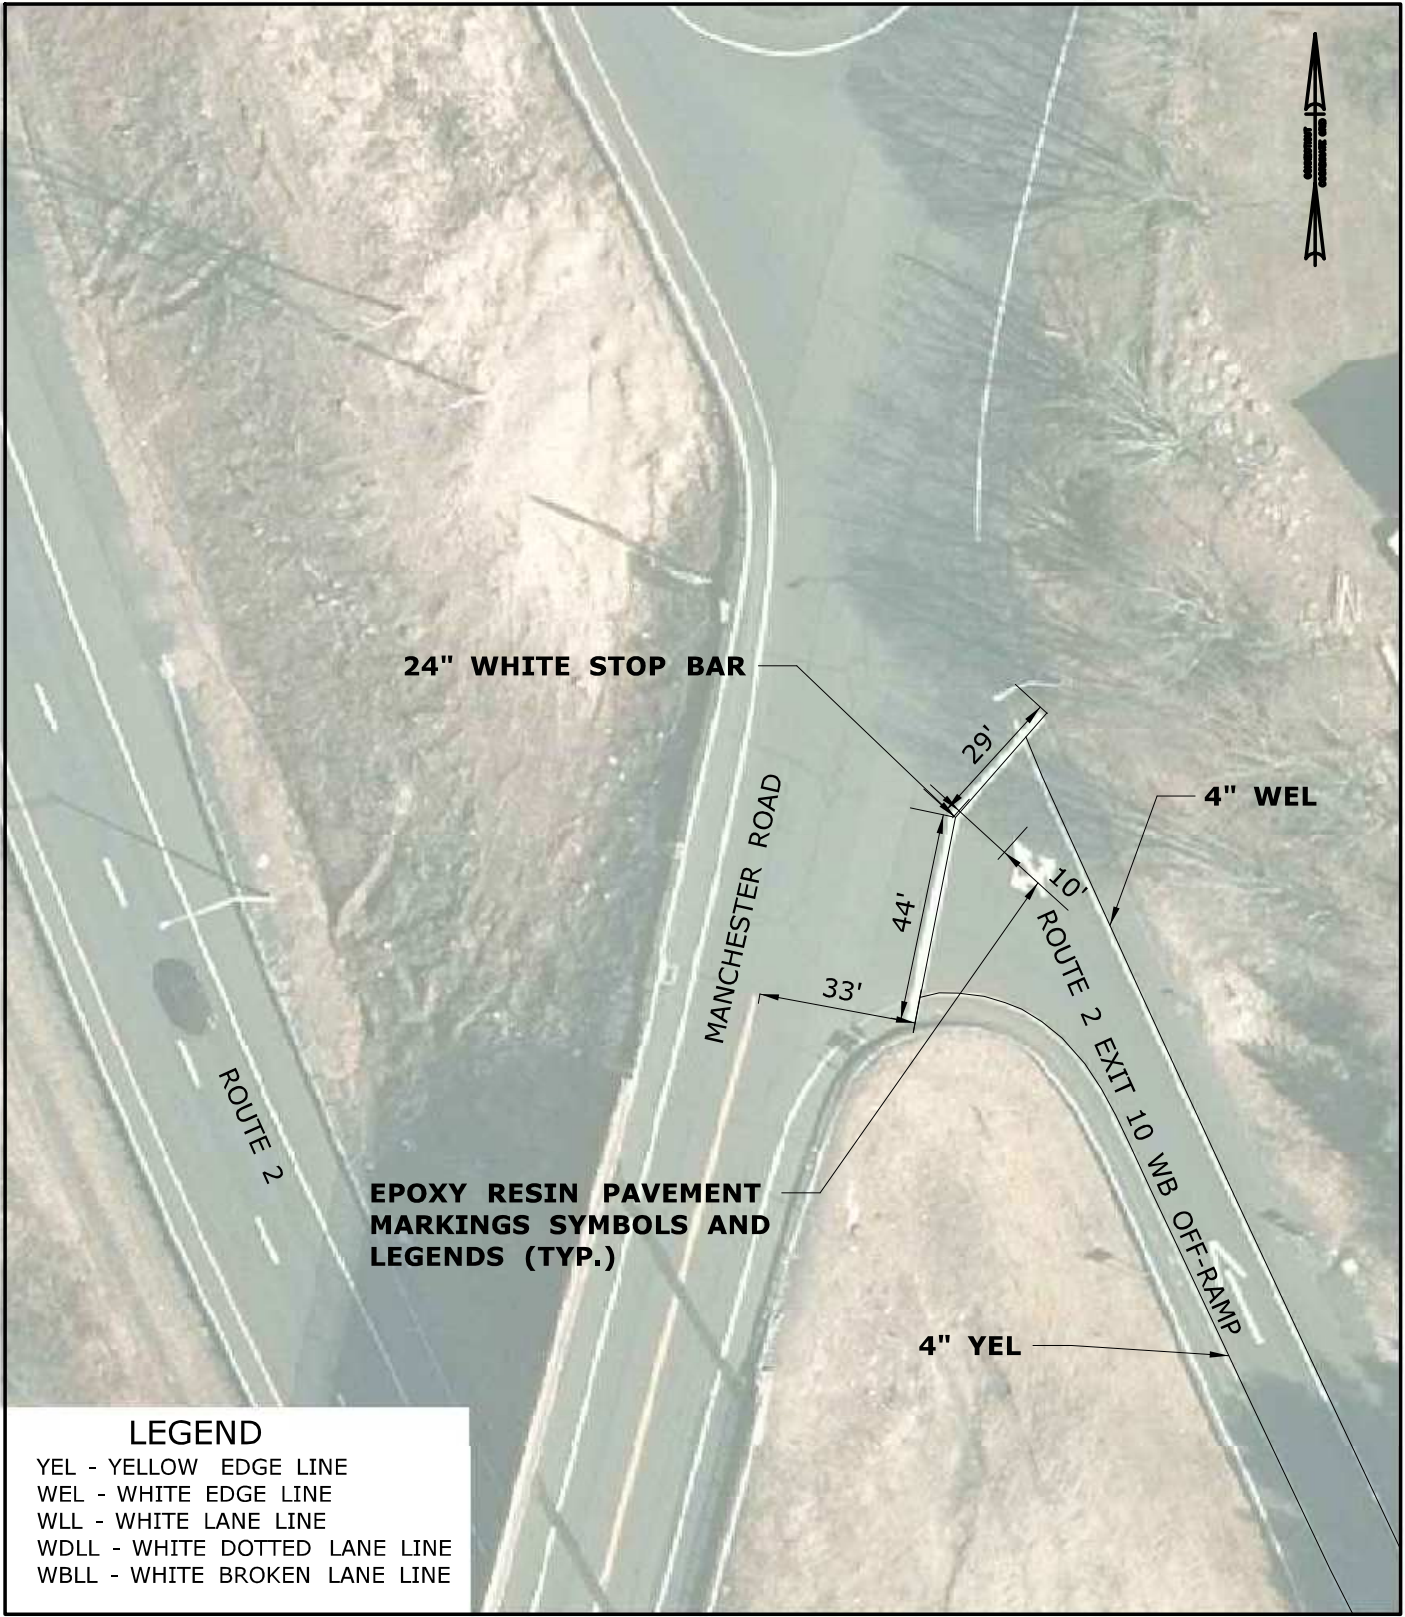 24" WHITE STOP BAR
29'
4" WEL
10'
44'
33'
MANCHESTER ROAD
ROUTE 2 EXIT 10 WB OFF-RAMP
ROUTE 2
EPOXY RESIN PAVEMENT
MARKINGS SYMBOLS AND
LEGENDS (TYP.)
4" YEL
LEGEND
YEL - YELLOW EDGE LINE
WEL - WHITE EDGE LINE
WLL - WHITE LANE LINE
WDLL - WHITE DOTTED LANE LINE
WBLL - WHITE BROKEN LANE LINE